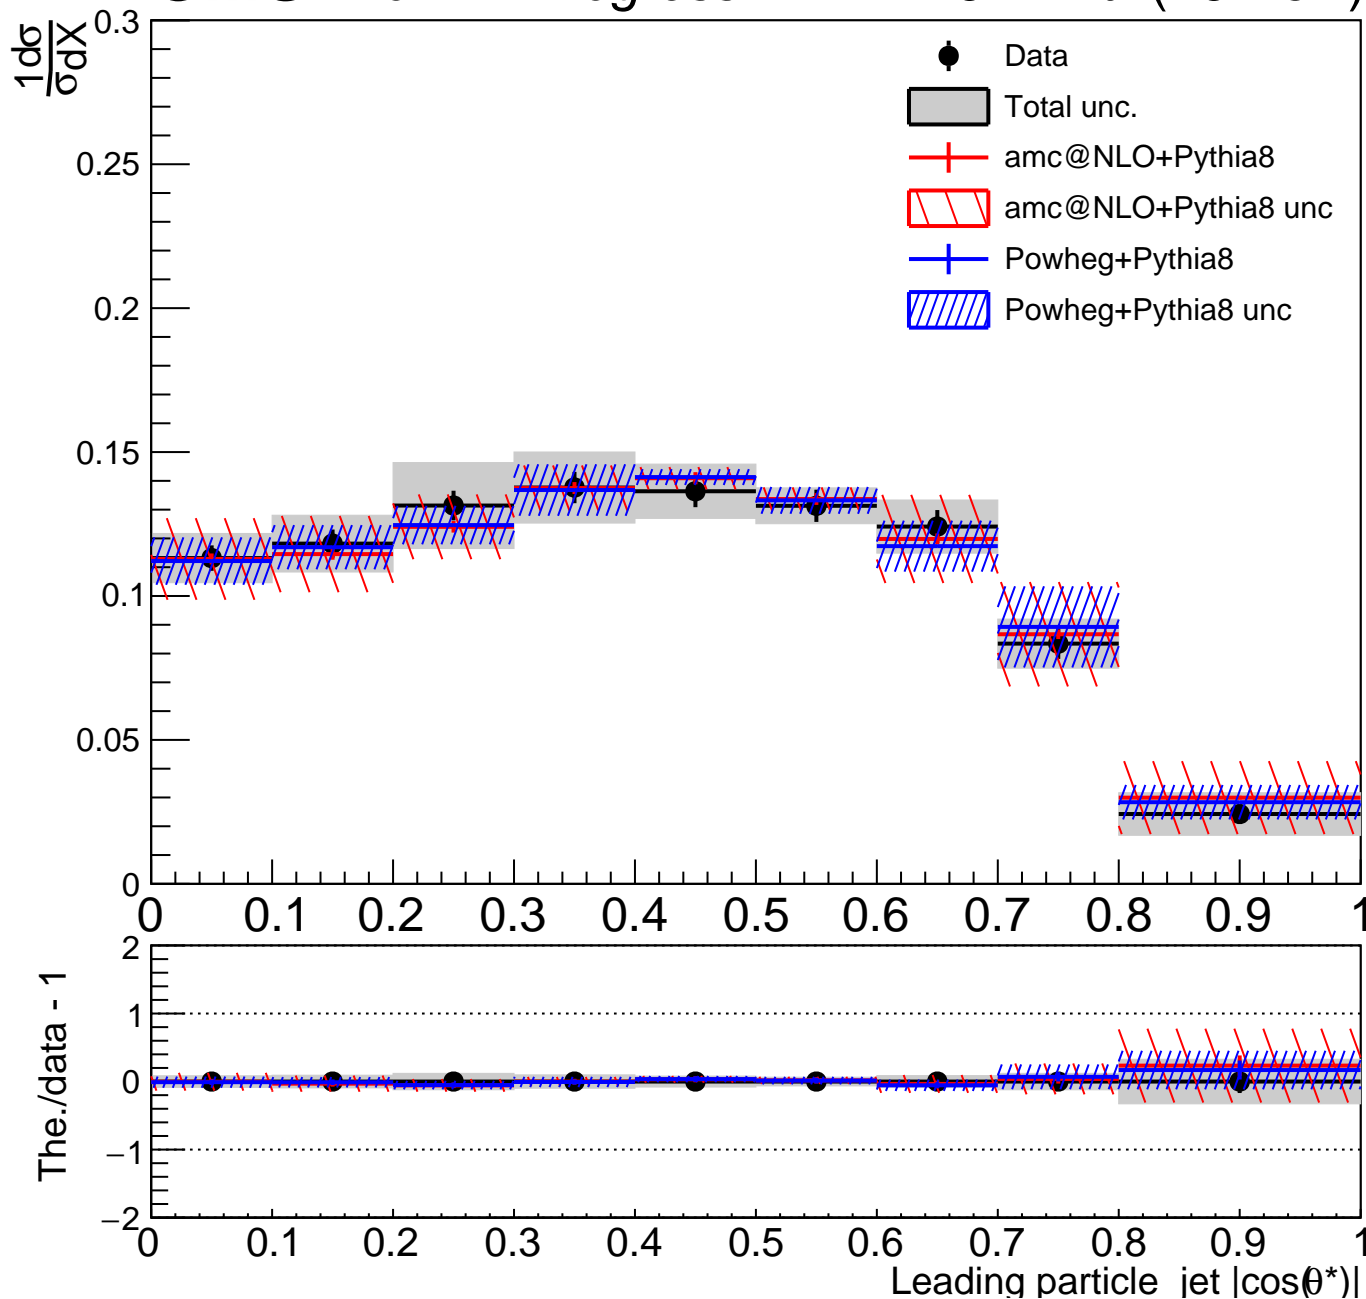 0.3
1dσ
σdX
Data
Total unc.
amc@NLO+Pythia8
amc@NLO+Pythia8 unc
Powheg+Pythia8
Powheg+Pythia8 unc
0.25
0.2
0.15
0.1
0.05
0
0 0.1 0.2 0.3 0.4 0.5 0.6 0.7 0.8 0.9 1
The./data - 1
2
1
0
−1
−2
0 0.1 0.2 0.3 0.4 0.5 0.6 0.7 0.8 0.9 1
Leading particle jet |cos(θ*)|